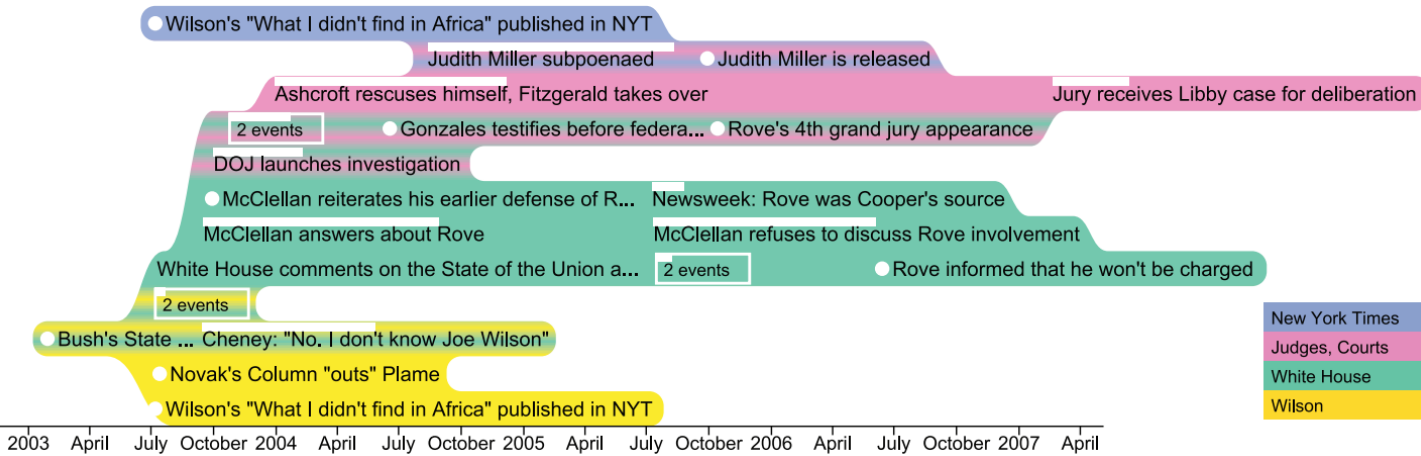 Wilson's "What I didn't find in Africa" published in NYT
Judith Miller subpoenaed Judith Miller is released
Ashcroft rescuses himself, Fitzgerald takes over Jury receives Libby case for deliberation
2 events Gonzales testifies before federa... Rove's 4th grand jury appearance
DOJ launches investigation
McClellan reiterates his earlier defense of R... Newsweek: Rove was Cooper's source
McClellan answers about Rove McClellan refuses to discuss Rove involvement
White House comments on the State of the Union a... 2 events Rove informed that he won't be charged
2 events
Bush's State ... Cheney: "No. I don't know Joe Wilson"
Novak's Column "outs" Plame
Wilson's "What I didn't find in Africa" published in NYT
New York Times
Judges, Courts
White House
Wilson
2003 April July October 2004 April July October 2005 April July October 2006 April July October 2007 April